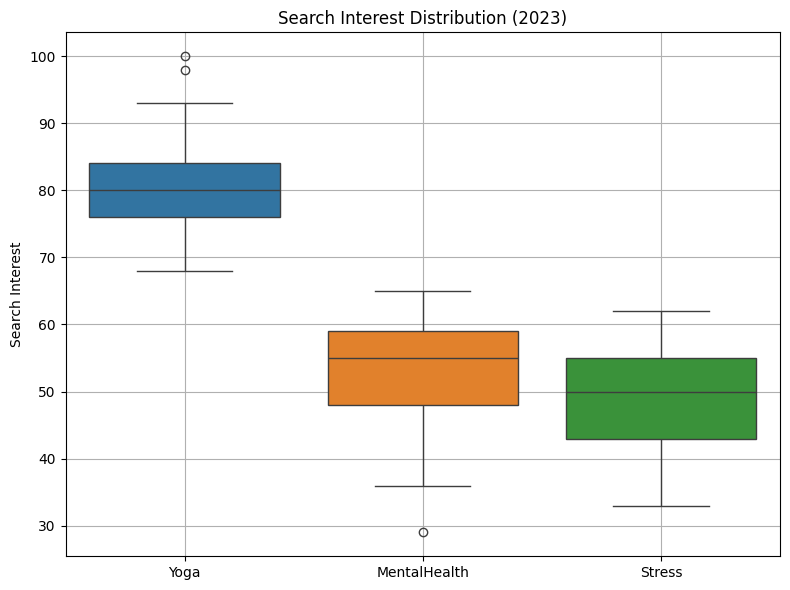 Search Interest Distribution (2023)
Search Interest
100
90
80
70
60
50
40
30
Yoga
MentalHealth
Stress